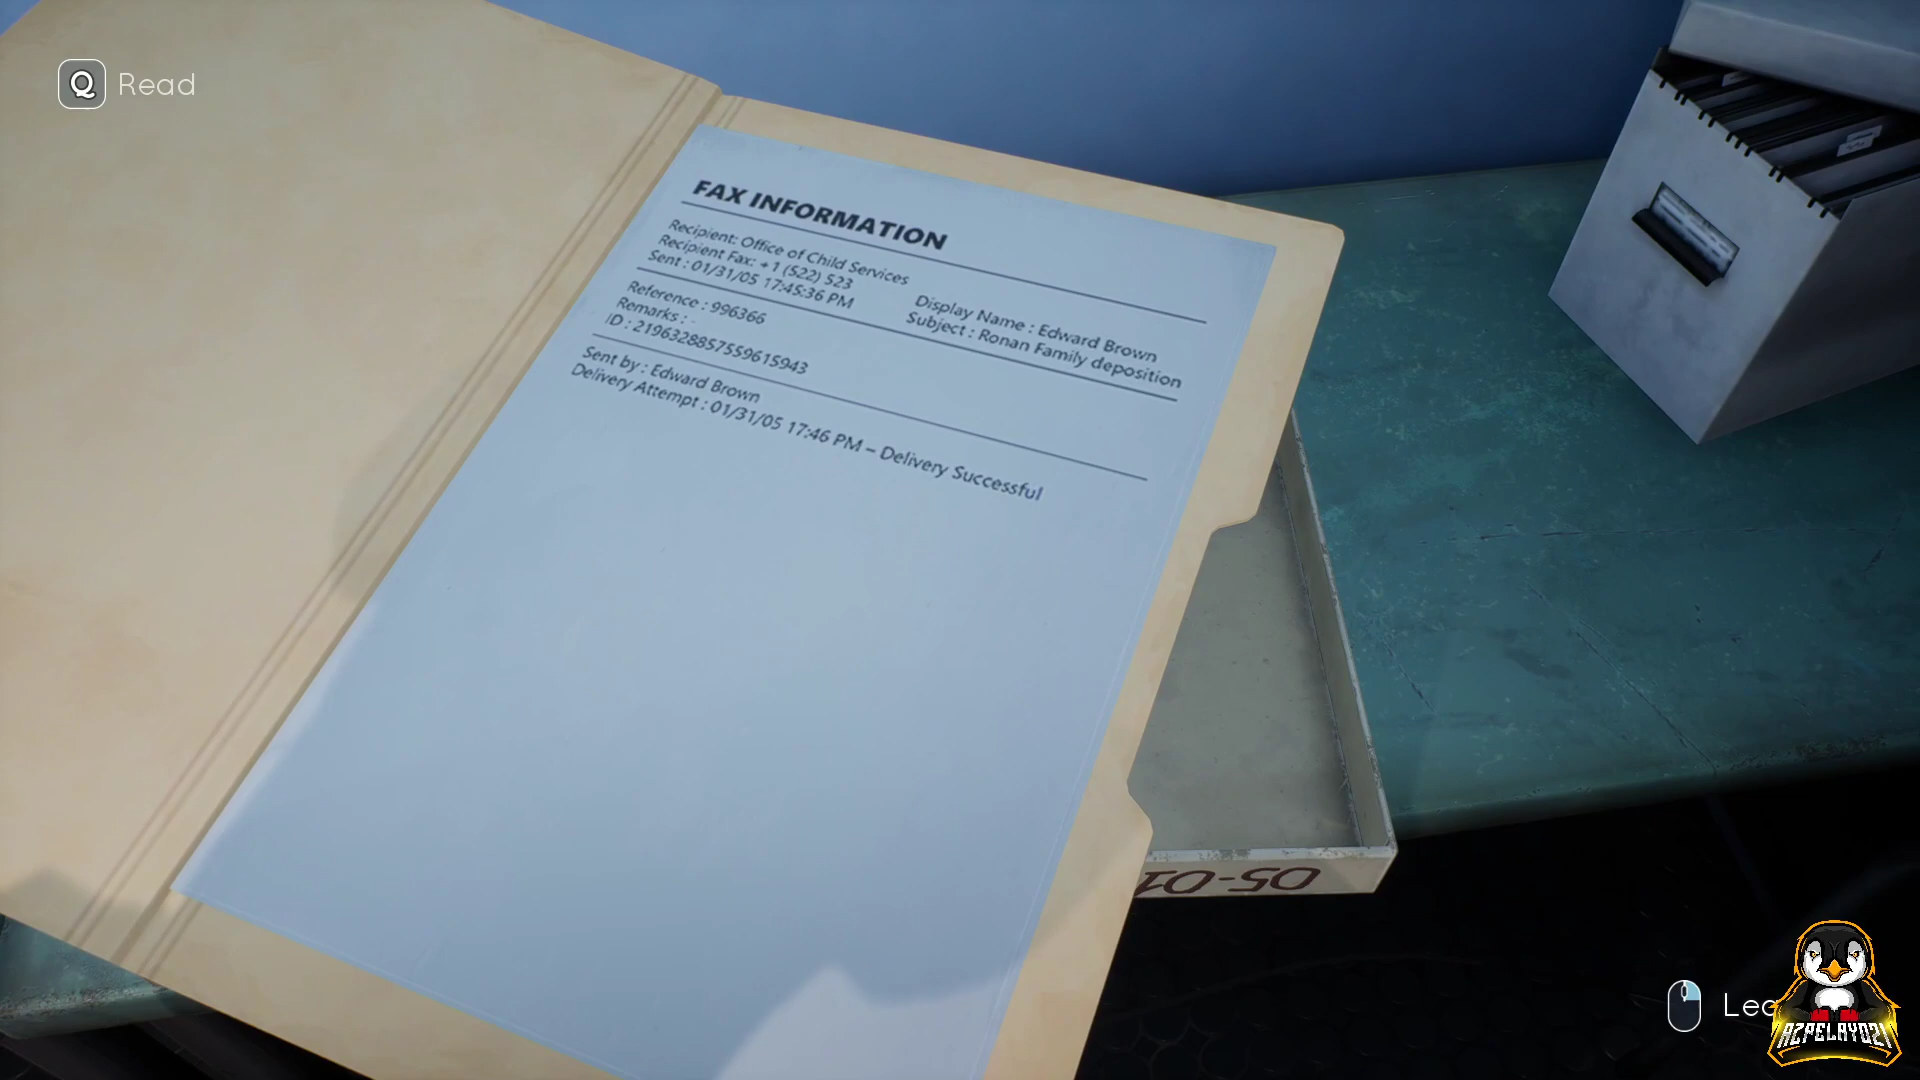 Q Read
FAX INFORMATION
Recipient: Office of Child Services
Recipient Fax: +1 (522) 523
Sent : 01/31/05 17:45:36 PM
Display Name : Edward Brown
Subject : Ronan Family deposition
Reference : 996366
Remarks : -
ID : 2196328857559615943
Sent by : Edward Brown
Delivery Attempt : 01/31/05 17:46 PM – Delivery Successful
05-01
AZPELAYO21